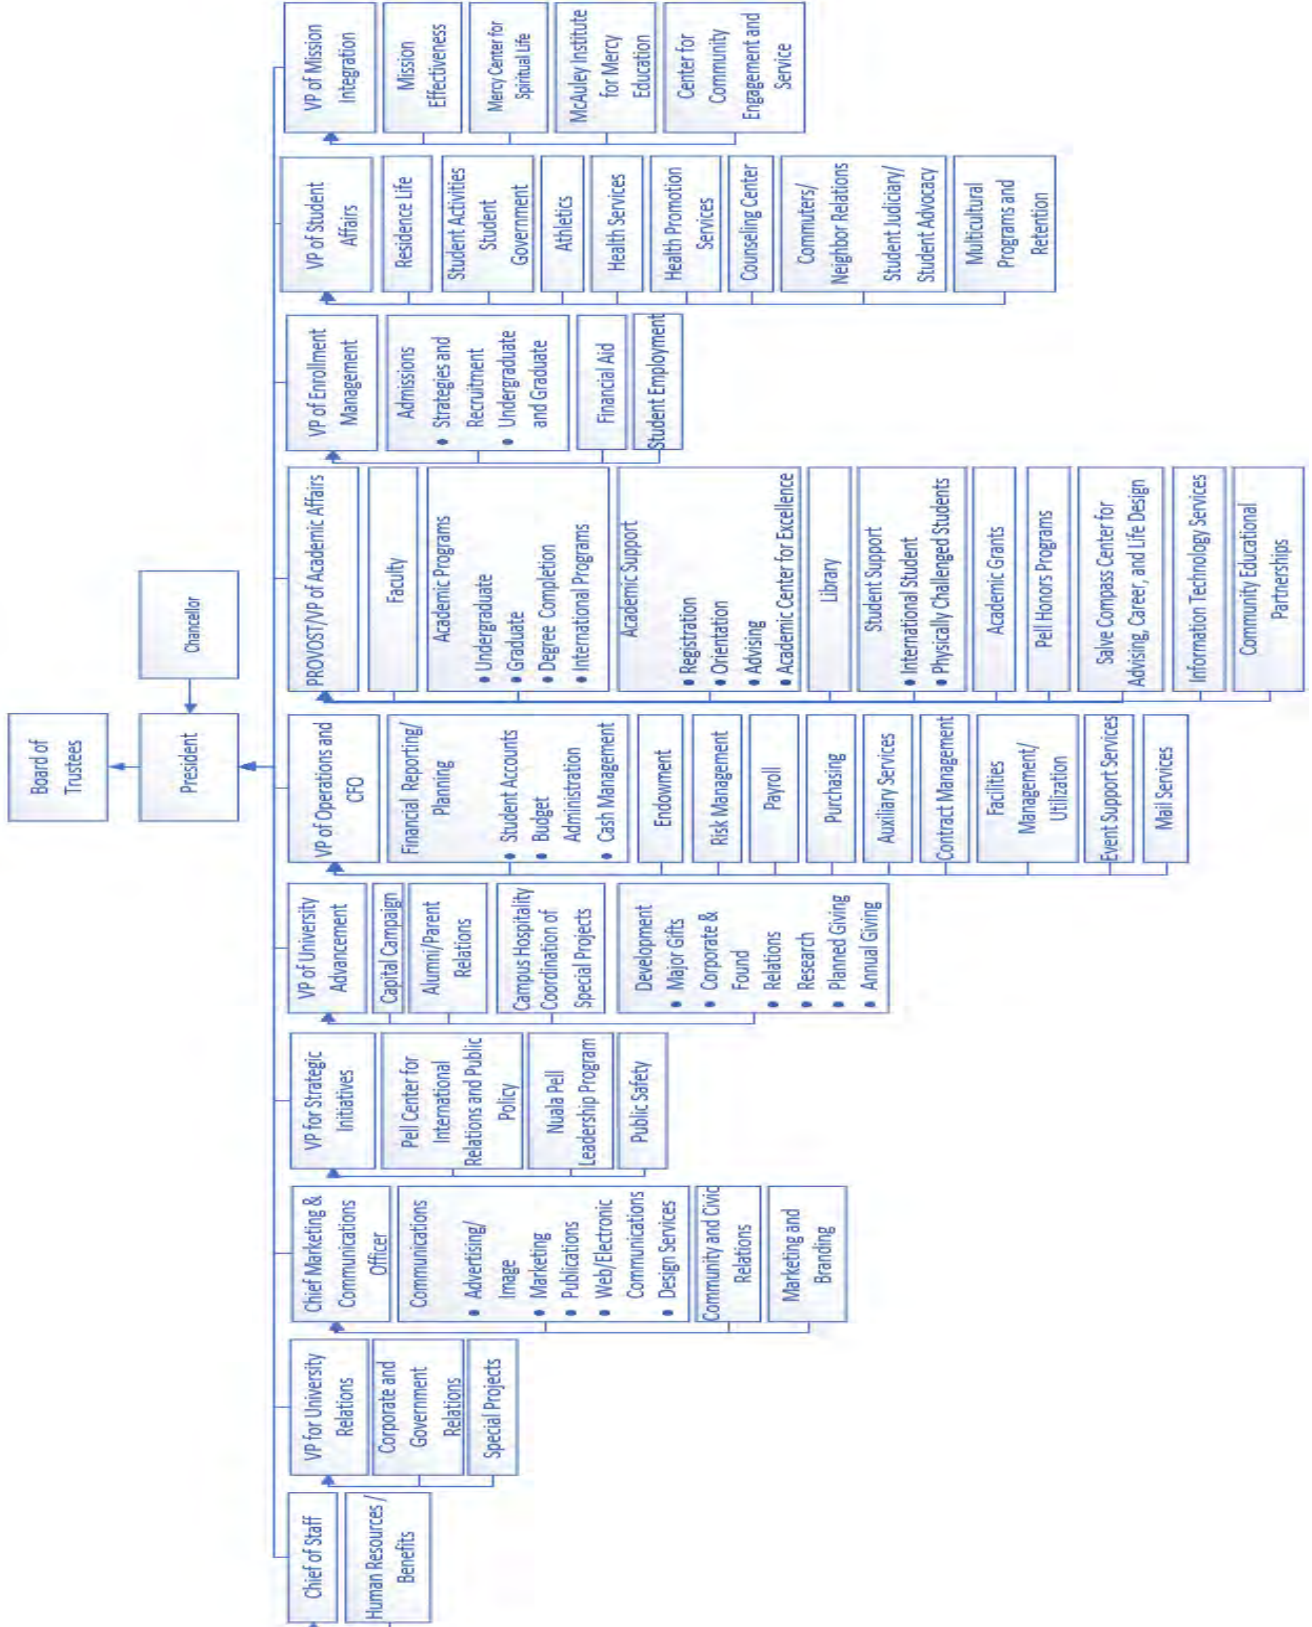 Board of
Trustees
President
Chancellor
Chief of Staff
Human Resources /
Benefits
VP for University
Relations
Corporate and
Government
Relations
Special Projects
Chief Marketing &
Communications
Officer
Communications
• Advertising/
Image
• Marketing
• Publications
• Web/Electronic
Communications
• Design Services
Community and Civic
Relations
Marketing and
Branding
VP for Strategic
Initiatives
Pell Center for
International
Relations and Public
Policy
Nuala Pell
Leadership Program
Public Safety
VP of University
Advancement
Capital Campaign
Alumni/Parent
Relations
Campus Hospitality
Coordination of
Special Projects
Development
• Major Gifts
• Corporate &
Found
• Relations
• Research
• Planned Giving
• Annual Giving
VP of Operations and
CFO
Financial Reporting/
Planning
• Student Accounts
• Budget
Administration
• Cash Management
Endowment
Risk Management
Payroll
Purchasing
Auxiliary Services
Contract Management
Facilities
Management/
Utilization
Event Support Services
Mail Services
PROVOST/VP of Academic Affairs
Faculty
Academic Programs
• Undergraduate
• Graduate
• Degree Completion
• International Programs
Academic Support
• Registration
• Orientation
• Advising
• Academic Center for Excellence
Library
Student Support
• International Student
• Physically Challenged Students
Academic Grants
Pell Honors Programs
Salve Compass Center for
Advising, Career, and Life Design
Information Technology Services
Community Educational
Partnerships
VP of Enrollment
Management
Admissions
• Strategies and
Recruitment
• Undergraduate
and Graduate
Financial Aid
Student Employment
VP of Student
Affairs
Residence Life
Student Activities
Student
Government
Athletics
Health Services
Health Promotion
Services
Counseling Center
Commuters/
Neighbor Relations
Student Judiciary/
Student Advocacy
Multicultural
Programs and
Retention
VP of Mission
Integration
Mission
Effectiveness
Mercy Center for
Spiritual Life
McAuley Institute
for Mercy
Education
Center for
Community
Engagement and
Service